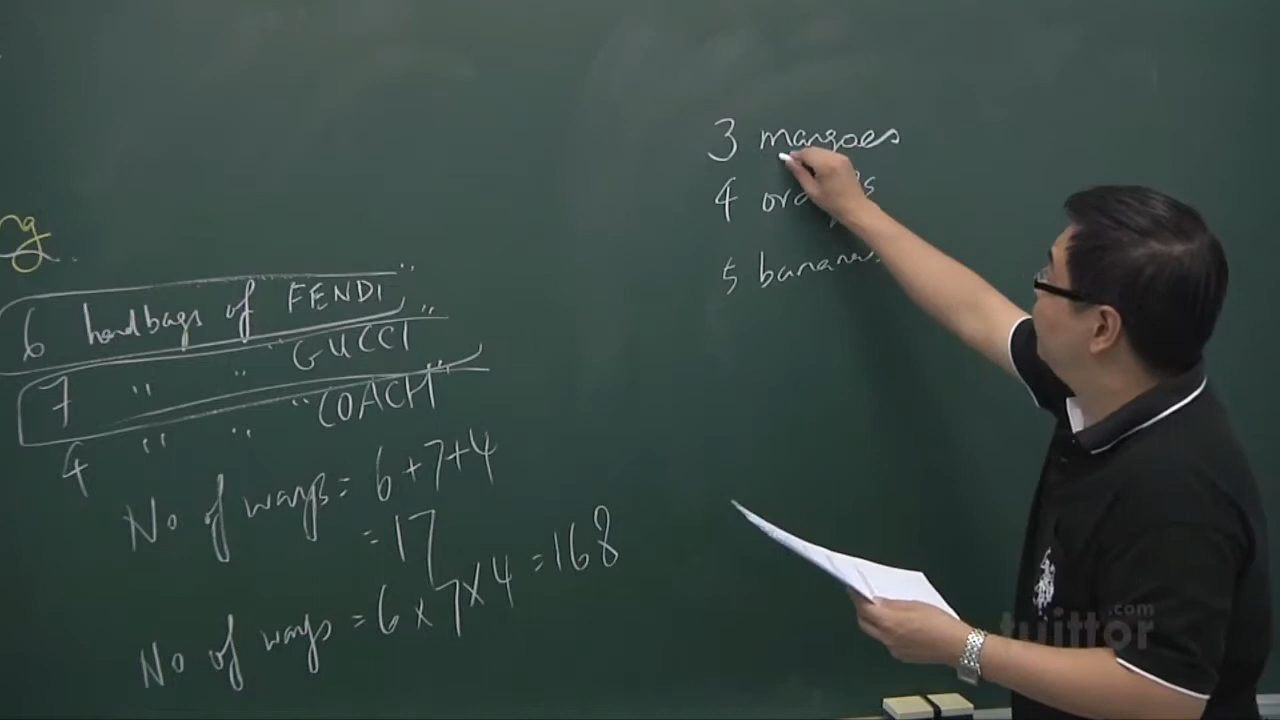 ng
6 handbags of FENDI
7 " " GUCCI
4 " " COACH
No of ways = 6+7+4
= 17
No of ways = 6 x 7 x 4 = 168
3 mangoes
4
5 bananas
tuittor.com